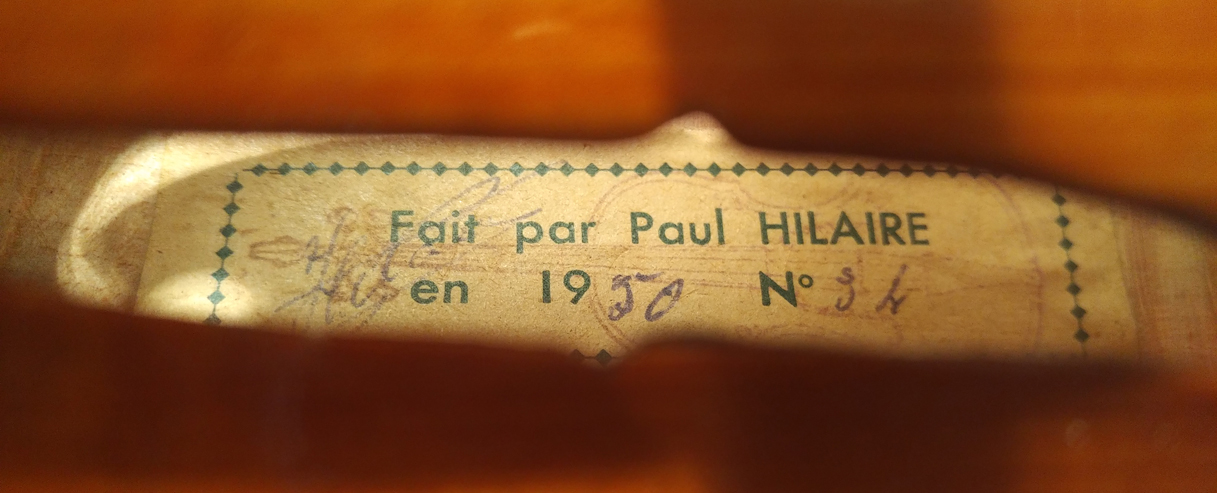 Fait par Paul HILAIRE
en 1950 N° 34